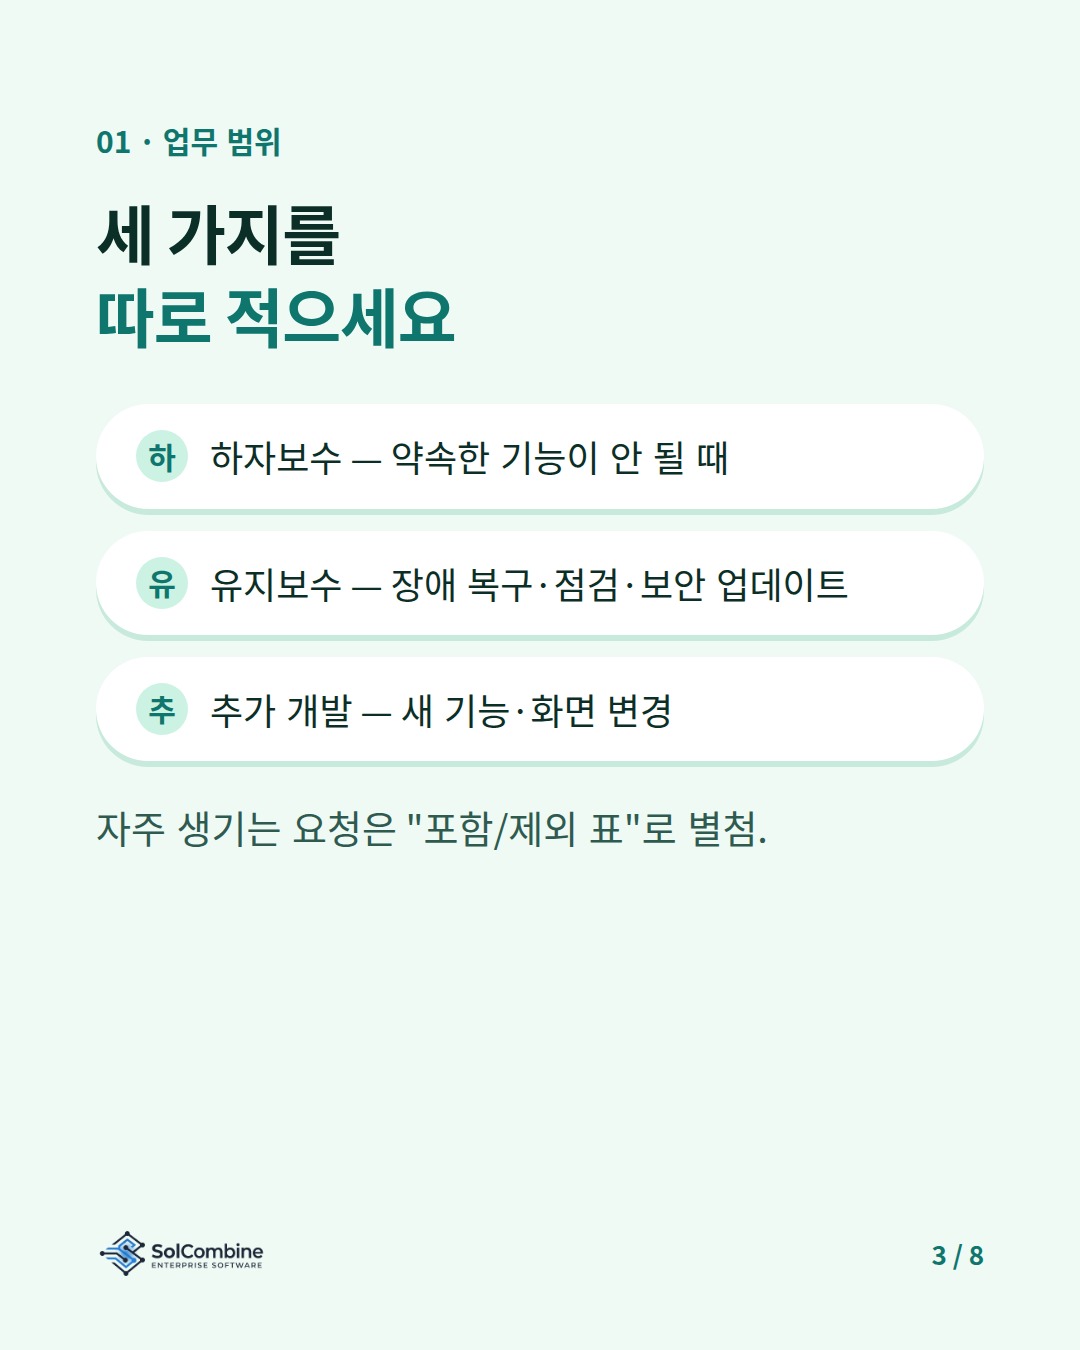 01 · 업무 범위
세 가지를
따로 적으세요
하 하자보수 — 약속한 기능이 안 될 때
유 유지보수 — 장애 복구·점검·보안 업데이트
추 추가 개발 — 새 기능·화면 변경
자주 생기는 요청은 "포함/제외 표"로 별첨.
SolCombine
ENTERPRISE SOFTWARE
3 / 8